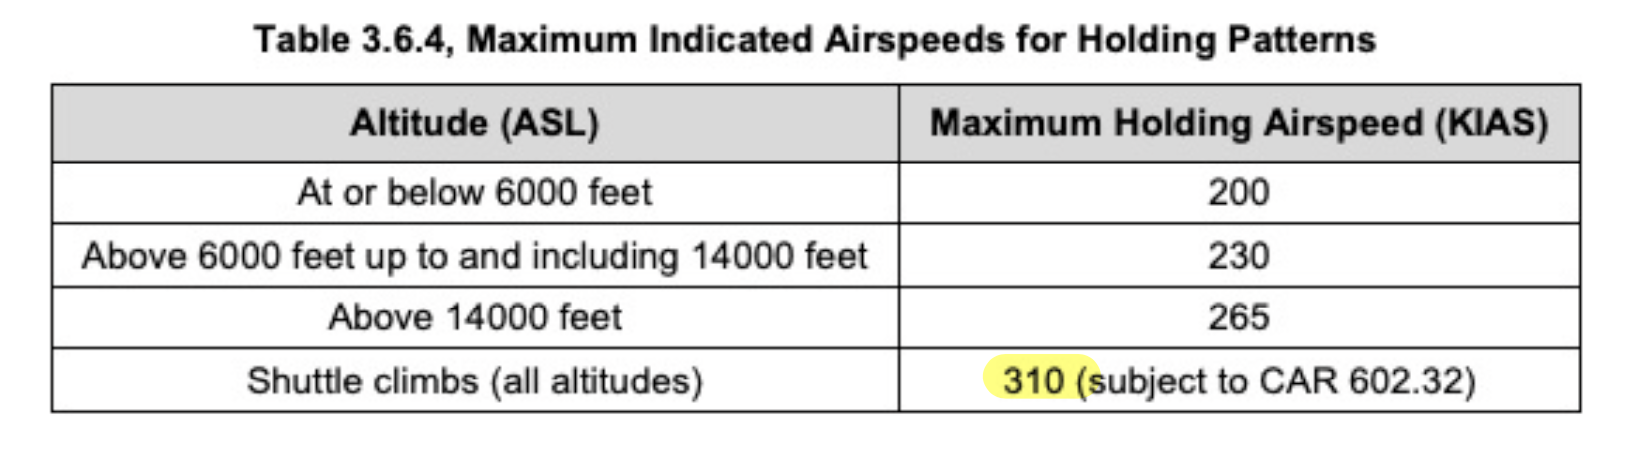 Table 3.6.4, Maximum Indicated Airspeeds for Holding Patterns
Altitude (ASL) Maximum Holding Airspeed (KIAS)
At or below 6000 feet 200
Above 6000 feet up to and including 14000 feet 230
Above 14000 feet 265
Shuttle climbs (all altitudes) 310 (subject to CAR 602.32)